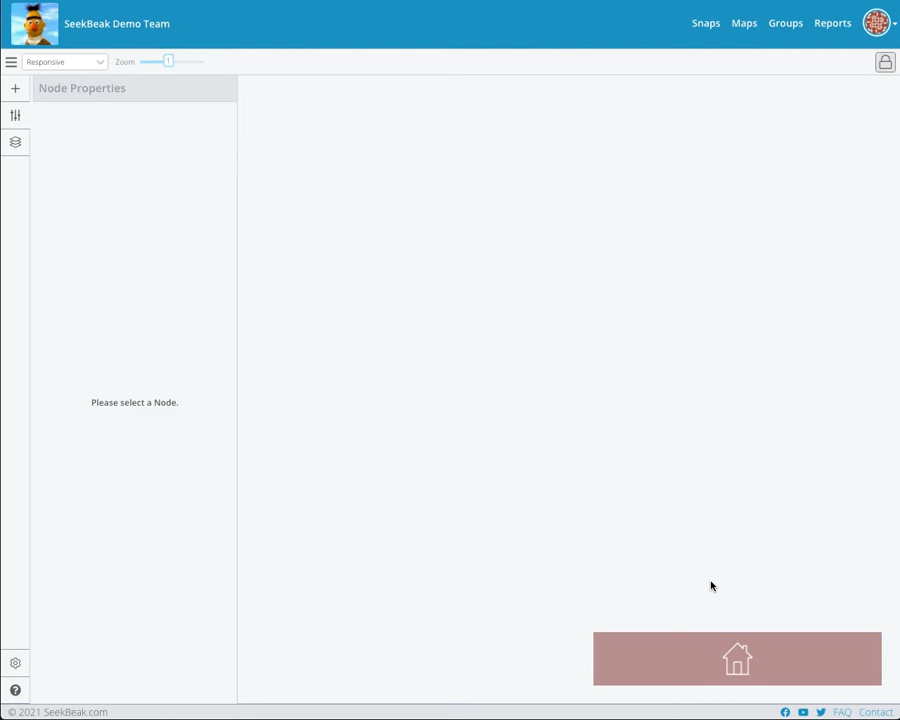 SeekBeak Demo Team
Snaps
Maps
Groups
Reports
Responsive
Zoom
1
Node Properties
Please select a Node.
© 2021 SeekBeak.com
FAQ
Contact